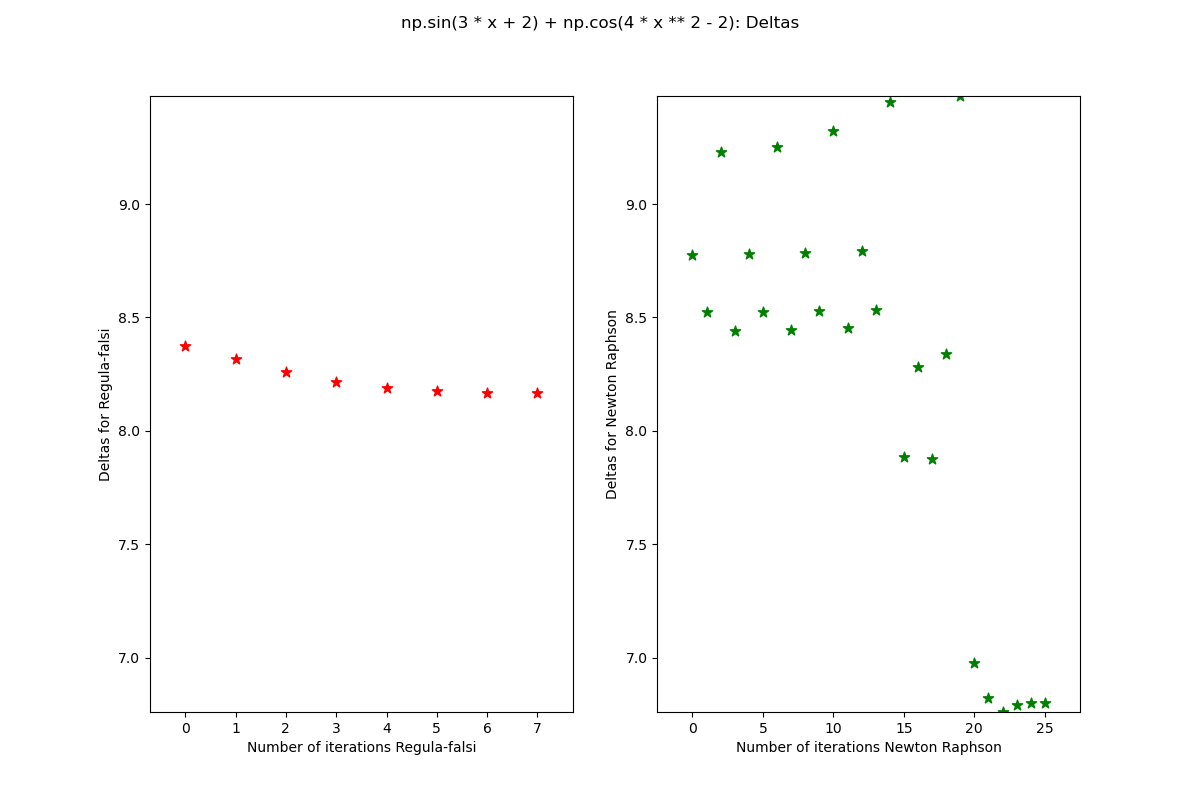 np.sin(3 * x + 2) + np.cos(4 * x ** 2 - 2): Deltas
Deltas for Regula-falsi
9.0
8.5
8.0
7.5
7.0
0 1 2 3 4 5 6 7
Number of iterations Regula-falsi
Deltas for Newton Raphson
9.0
8.5
8.0
7.5
7.0
0 5 10 15 20 25
Number of iterations Newton Raphson